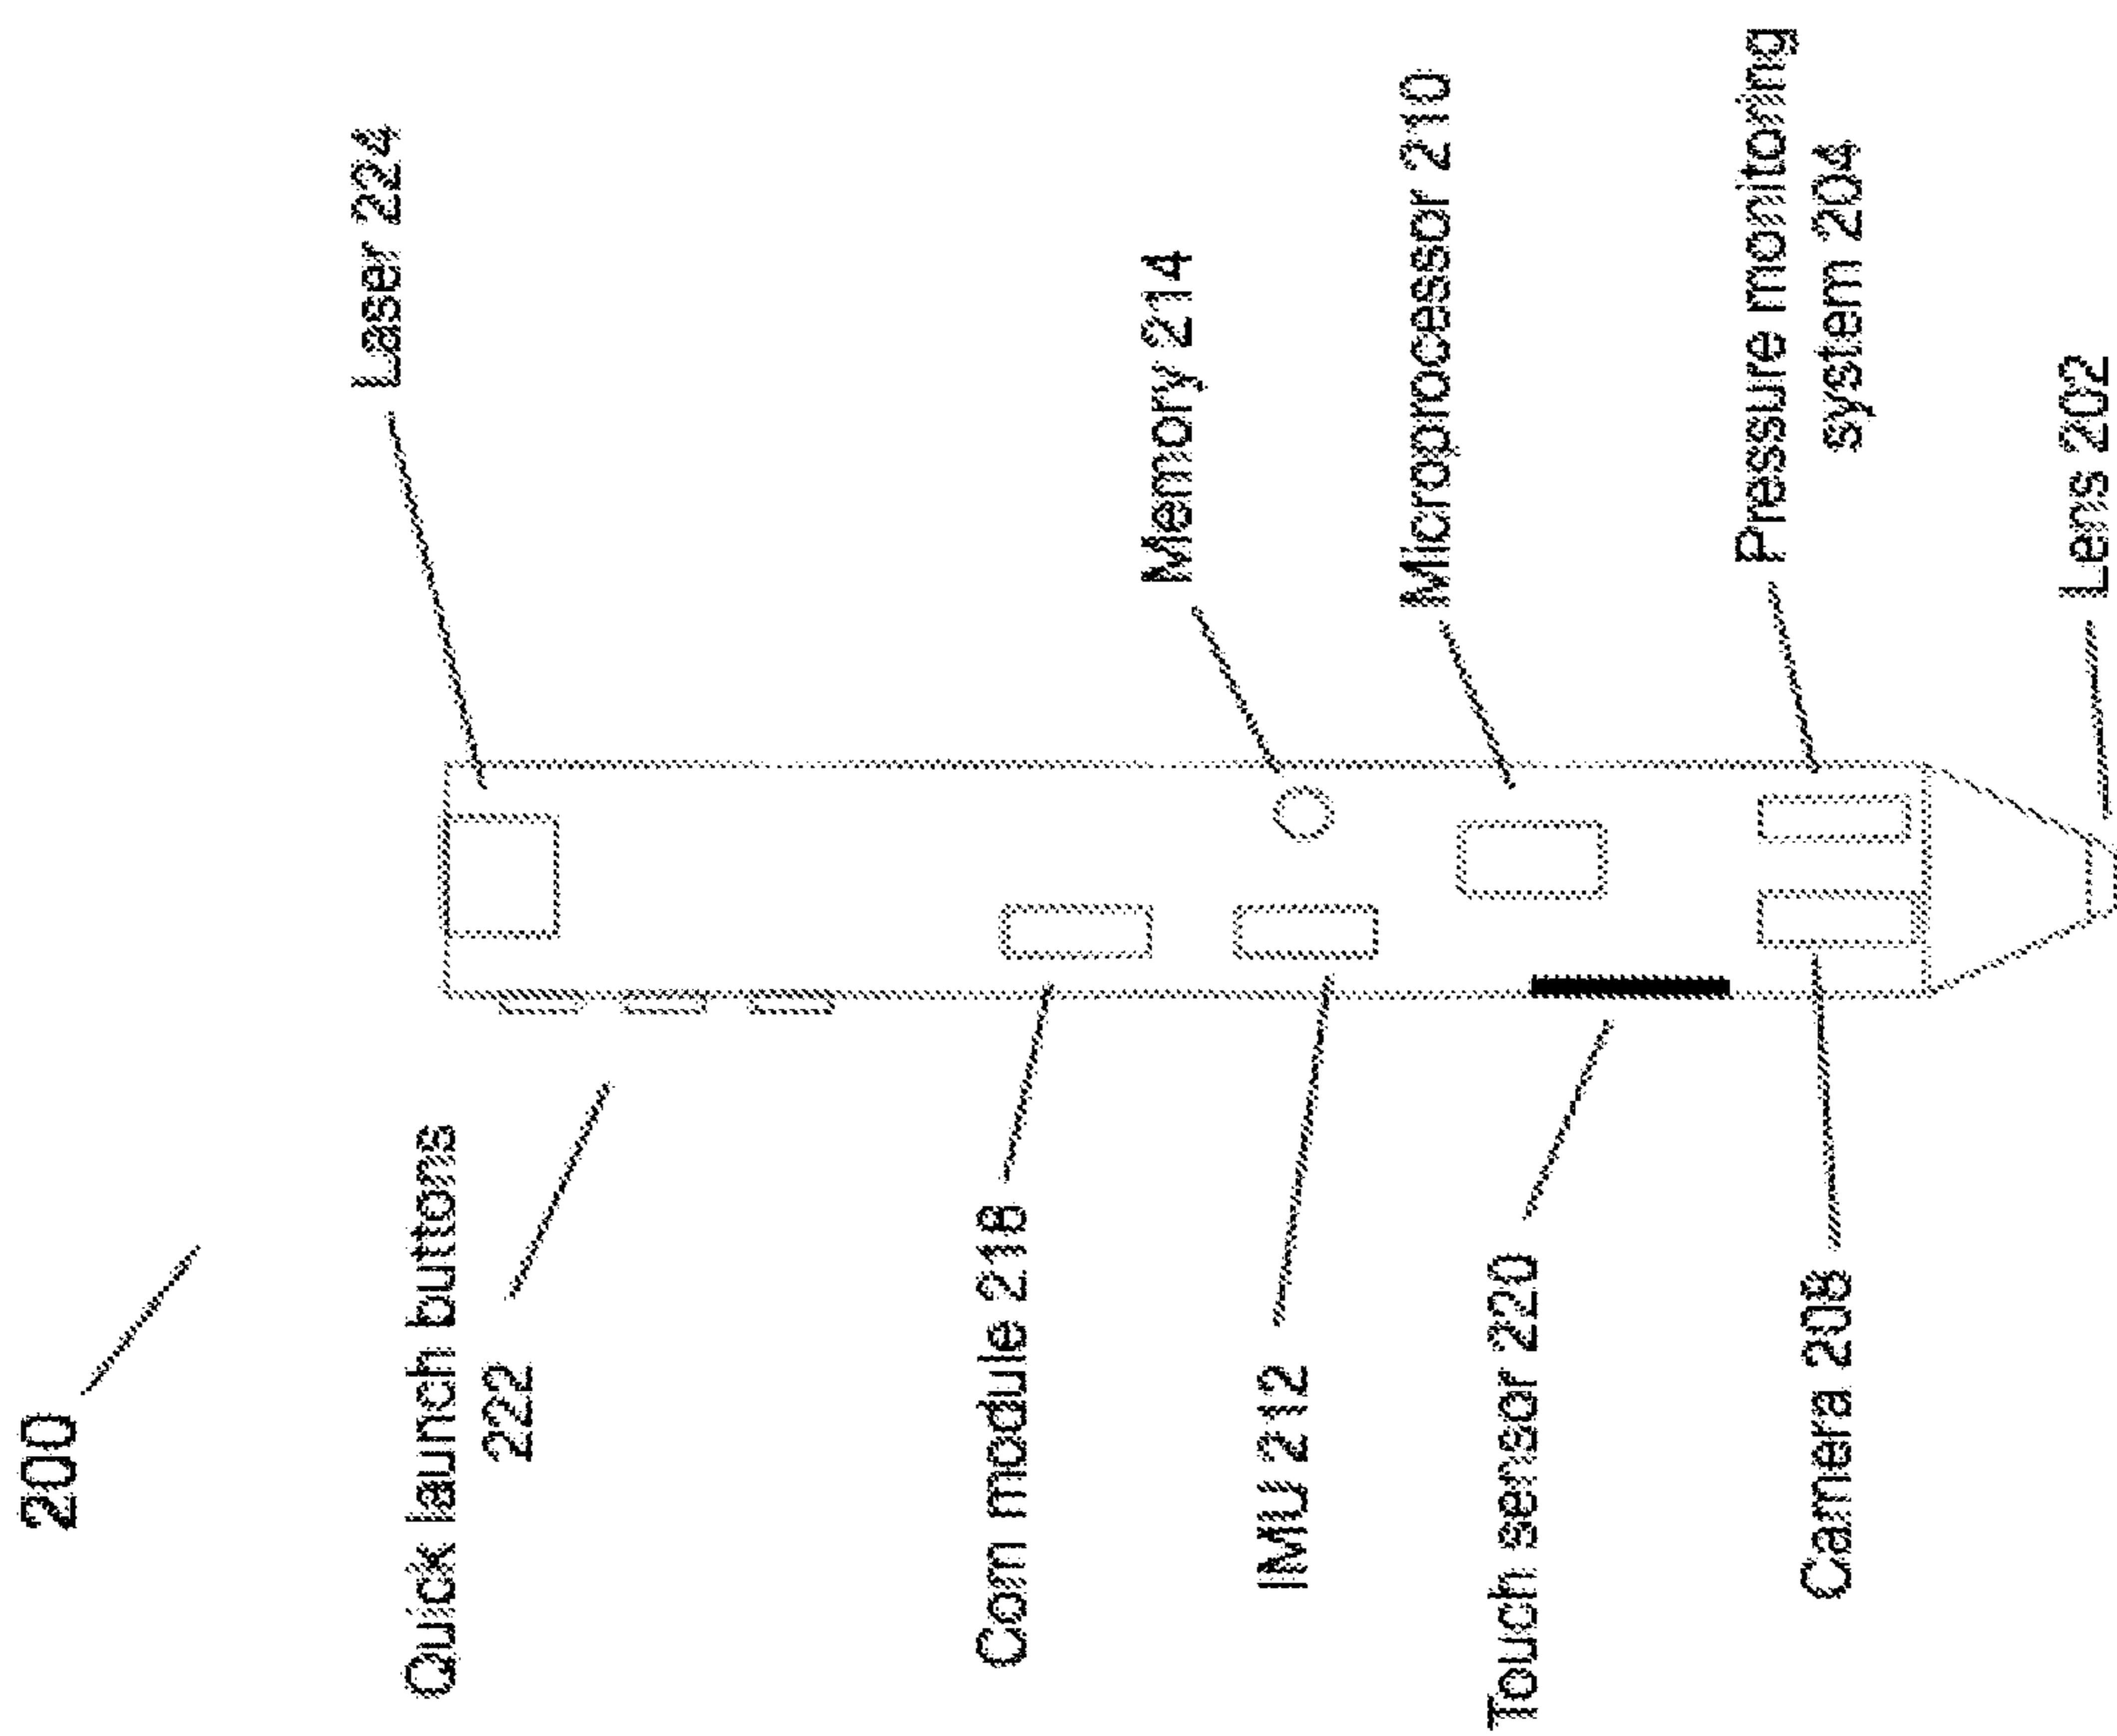 200
Quick launch buttons
222
Com module 218
IMU 212
Touch sensor 220
Camera 208
Laser 224
Memory 214
Microprocessor 210
Pressure monitoring
system 204
Lens 202